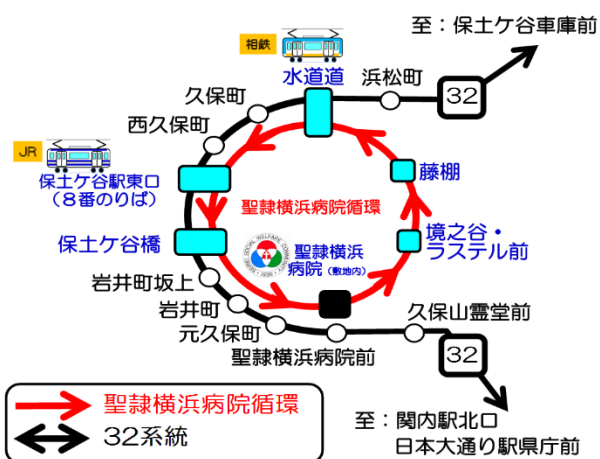 至：保土ケ谷車庫前
相鉄
水道道
浜松町
32
久保町
西久保町
JR
保土ケ谷駅東口
（８番のりば）
藤棚
聖隷横浜病院循環
保土ケ谷橋
聖隷横浜
病院（敷地内）
境之谷・
ラステル前
岩井町坂上
岩井町
元久保町
聖隷横浜病院前
久保山霊堂前
32
聖隷横浜病院循環
32系統
至：関内駅北口
日本大通り駅県庁前